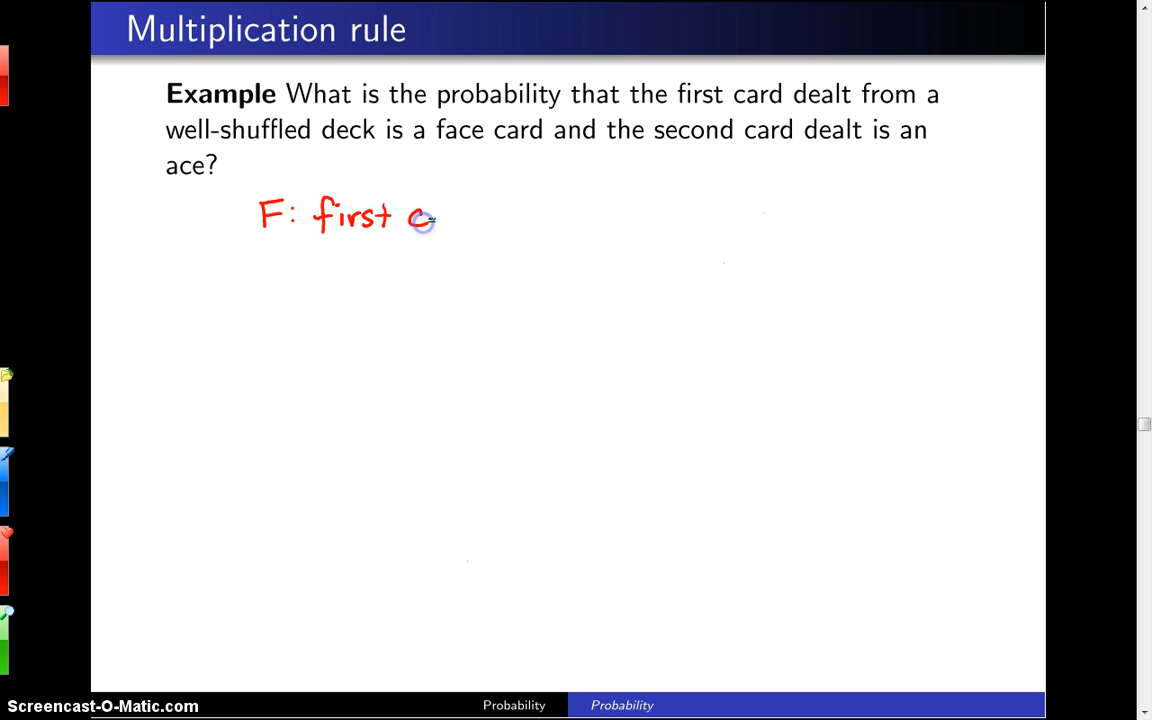 Multiplication rule
Example What is the probability that the first card dealt from a
well-shuffled deck is a face card and the second card dealt is an
ace?
F: first c
Probability Probability
Screencast-O-Matic.com